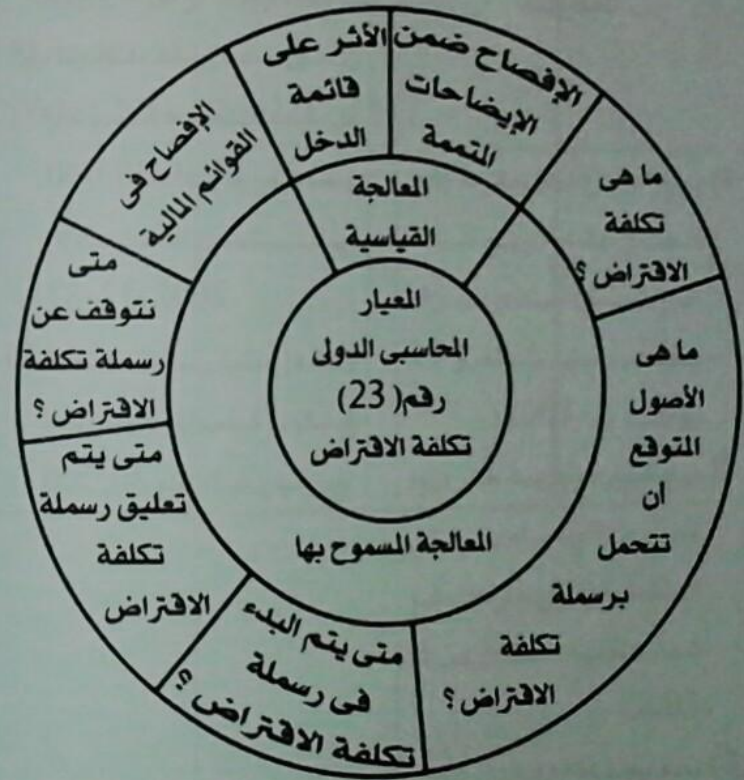 المعيار
المحاسبى الدولى
رقم( 23)
تكلفة الاقتراض
المعالجة
القياسية
المعالجة المسموح بها
الأثر على
قائمة
الدخل
الإفصاح ضمن
الإيضاحات
المتممة
ما هى
تكلفة
الاقتراض ؟
ما هى
الأصول
المتوقع
ان
تتحمل
برسملة
تكلفة
الاقتراض ؟
متى يتم البدء
فى رسملة
تكلفة الاقتراض ؟
متى يتم
تعليق رسملة
تكلفة
الاقتراض
متى
نتوقف عن
رسملة تكلفة
الاقتراض ؟
الإفصاح فى
القوائم المالية